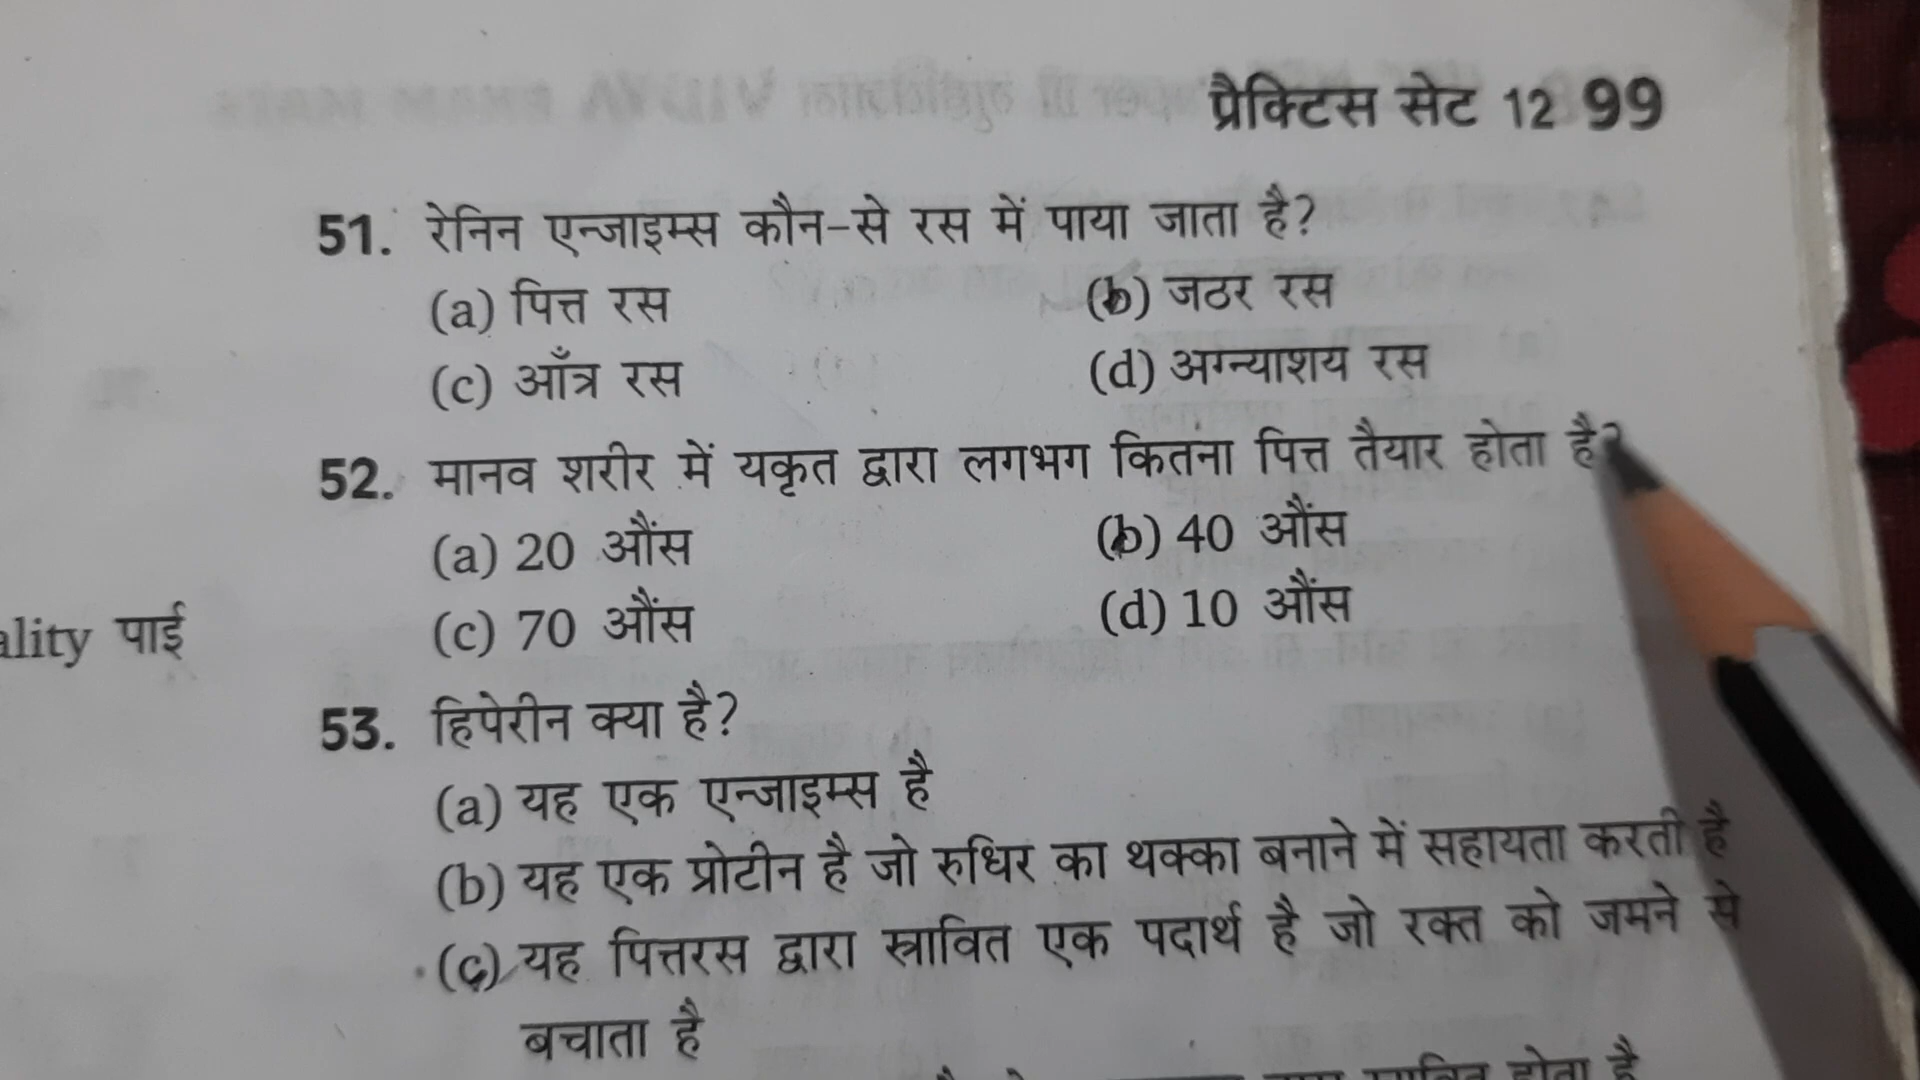 प्रैक्टिस सेट 12 99
51. रेनिन एन्जाइम्स कौन-से रस में पाया जाता है?
(a) पित्त रस (b) जठर रस
(c) आँत्र रस (d) अग्न्याशय रस
52. मानव शरीर में यकृत द्वारा लगभग कितना पित्त तैयार होता है?
(a) 20 औंस (b) 40 औंस
(c) 70 औंस (d) 10 औंस
ality पाई
53. हिपेरीन क्या है?
(a) यह एक एन्जाइम्स है
(b) यह एक प्रोटीन है जो रुधिर का थक्का बनाने में सहायता करती है
(c) यह पित्तरस द्वारा स्त्रावित एक पदार्थ है जो रक्त को जमने से
बचाता है
होता है